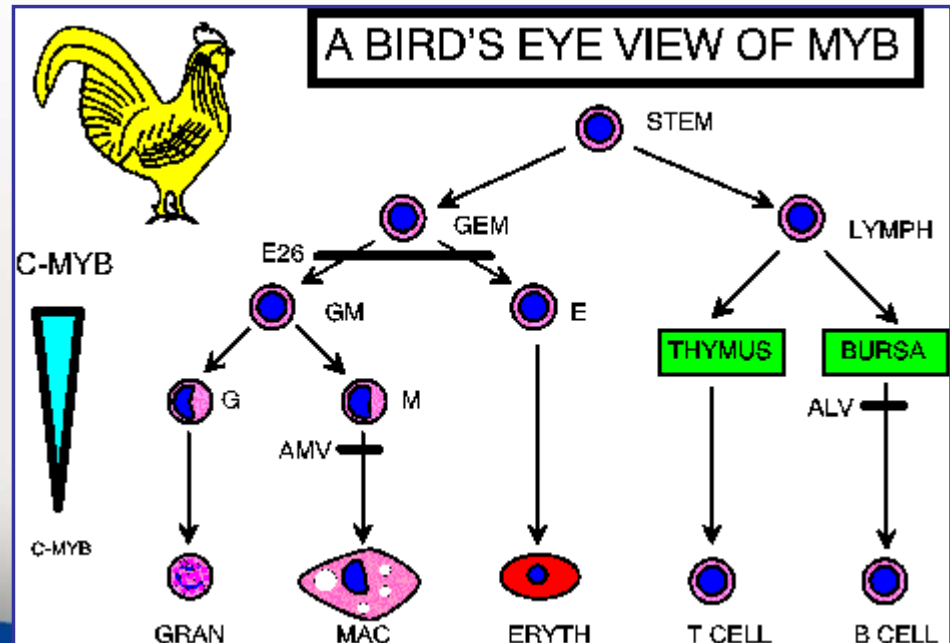 A BIRD'S EYE VIEW OF MYB
STEM
GEM
LYMPH
E26
C-MYB
GM
E
THYMUS
BURSA
G
M
ALV
AMV
C-MYB
GRAN
MAC
ERYTH
T CELL
B CELL